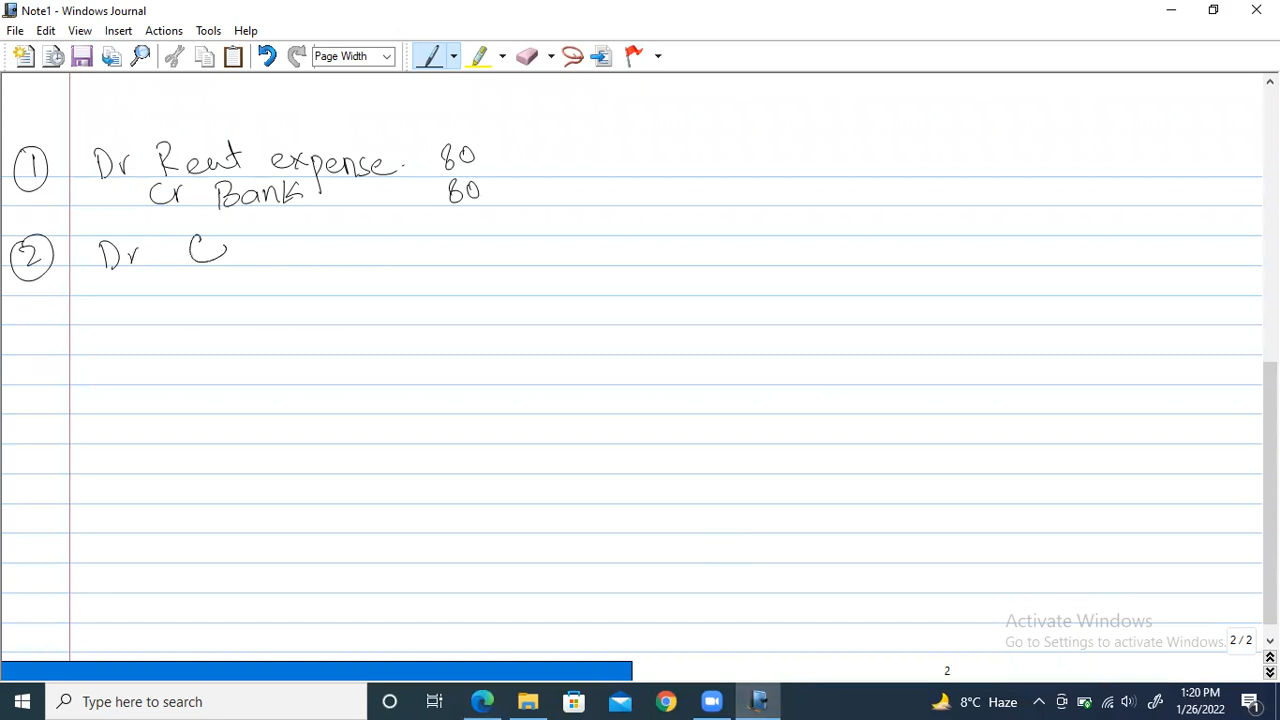 Note1 - Windows Journal
File Edit View Insert Actions Tools Help
Page Width
1 Dr Rent expense. 80
Cr Bank 80
2 Dr C
Activate Windows
Go to Settings to activate Windows.
2 / 2
2
Type here to search
8°C Haze
1:20 PM
1/26/2022
1